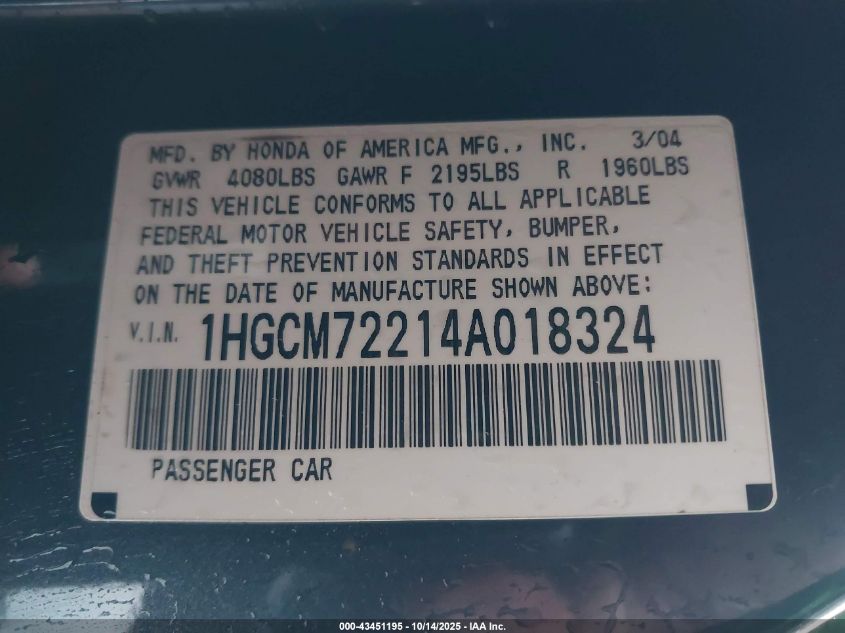 MFD. BY HONDA OF AMERICA MFG., INC. 3/04
GVWR 4080LBS GAWR F 2195LBS R 1960LBS
THIS VEHICLE CONFORMS TO ALL APPLICABLE
FEDERAL MOTOR VEHICLE SAFETY, BUMPER,
AND THEFT PREVENTION STANDARDS IN EFFECT
ON THE DATE OF MANUFACTURE SHOWN ABOVE:
V.I.N. 1HGCM72214A018324
PASSENGER CAR
000-43451195 - 10/14/2025 - IAA Inc.